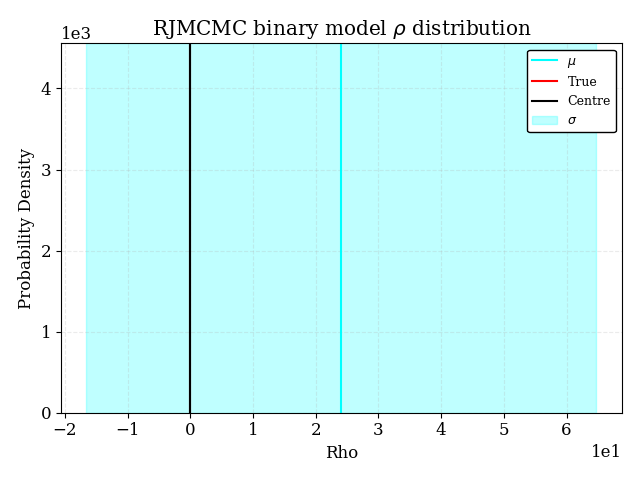 RJMCMC binary model ρ distribution
1e3
4
3
2
1
0
Probability Density
μ
True
Centre
σ
−2 −1 0 1 2 3 4 5 6
1e1
Rho